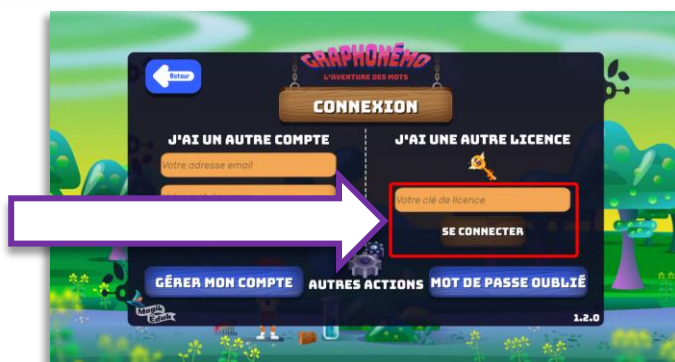 GRAPHONÉMO
L'AVENTURE DES MOTS
Retour
CONNEXION
J'AI UN AUTRE COMPTE
Votre adresse email
J'AI UNE AUTRE LICENCE
Votre clé de licence
SE CONNECTER
GÉRER MON COMPTE
AUTRES ACTIONS
MOT DE PASSE OUBLIÉ
Magik
Eduk
1.2.0